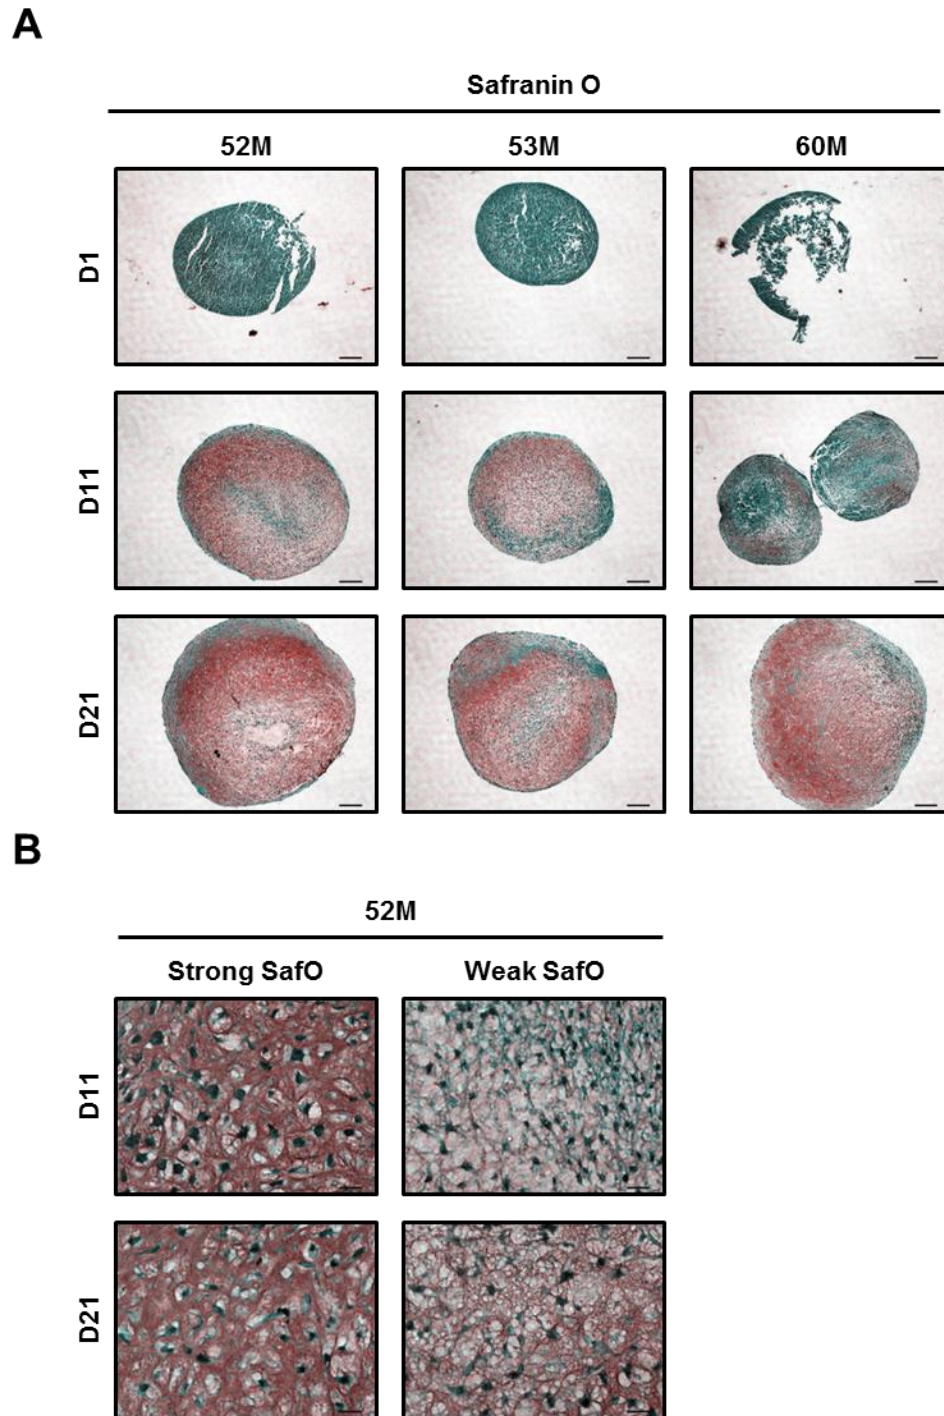 A
Safranin O
52M 53M 60M
D1
D11
D21
B
52M
Strong SafO Weak SafO
D11
D21